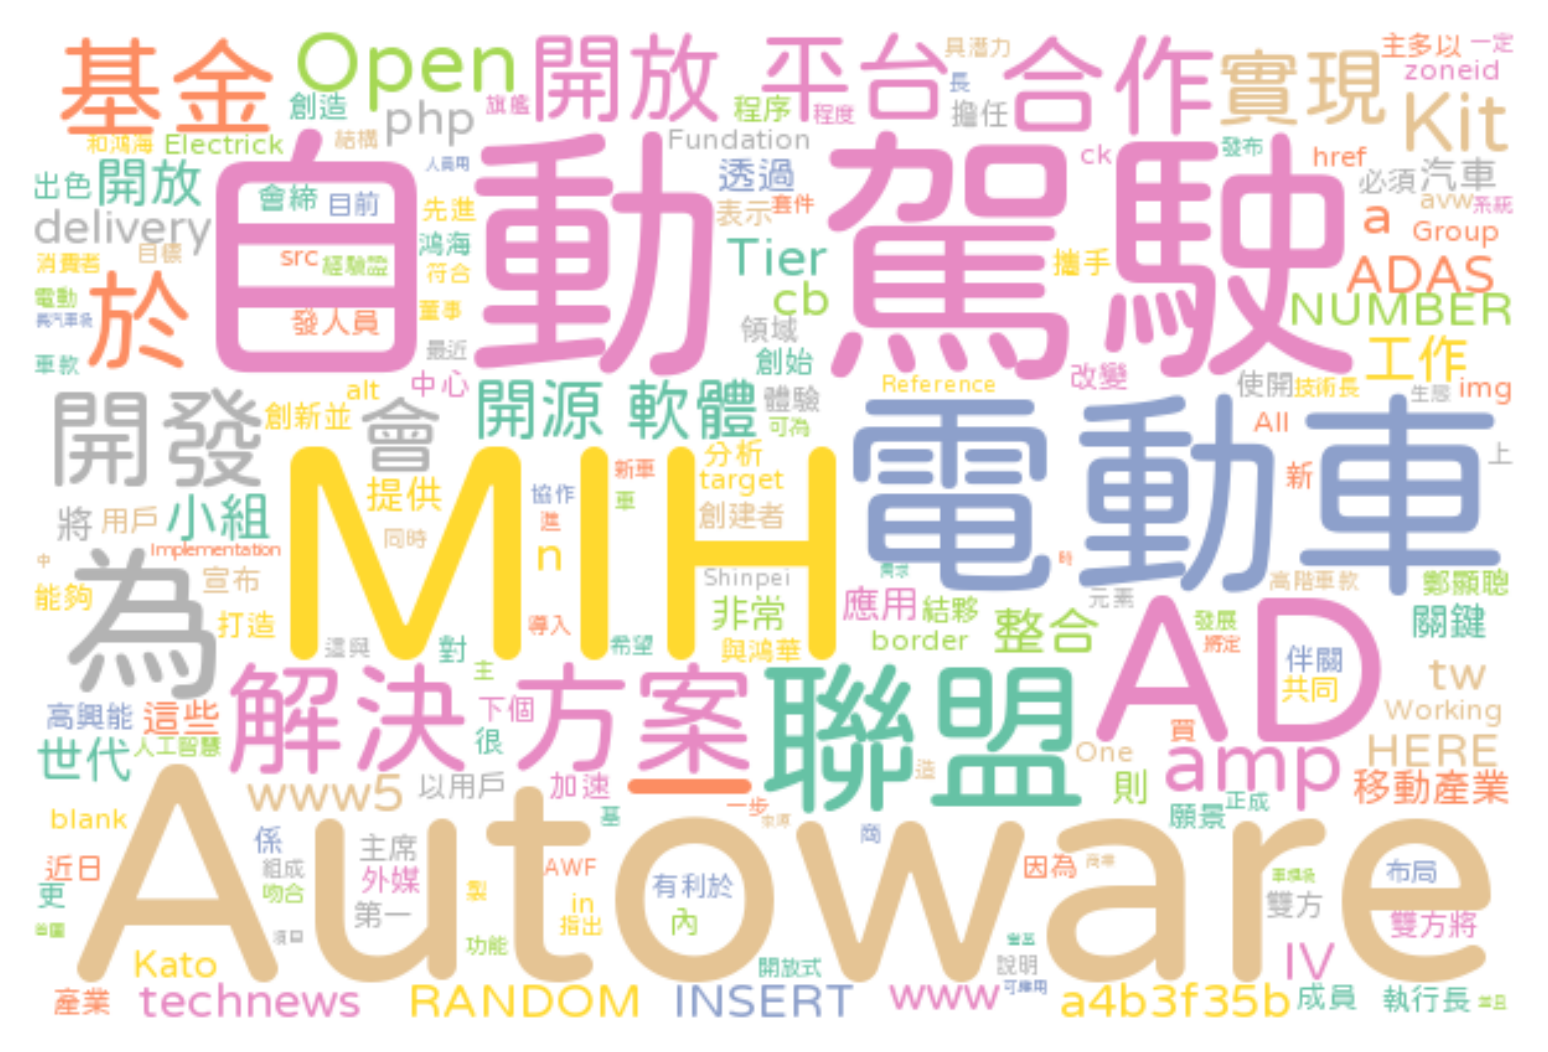 基金 Open 開放 平台 合作 實現 Kit
具潛力
主多以 一定
zoneid
創造 php 旗艦 長 程序 程度 擔任
和鴻海 Electrick 結構 Fundation
人員用 ck 發布 href
出色 開放 自動駕駛 透過 必須 汽車
會締 目前 先進 表示 套件 avw 系統
delivery a Group
鴻海 Tier 攜手
消費者 目標 src 經驗盟 符合 ADAS
電動 於 cb NUMBER
發人員 董事 領域
車款 最近 創始 工作
alt 中心 Reference 改變 使開 技術長 生態 img
開發 創新並 會 開源 軟體 體驗 可為 電動車 All 上
MIH 分析 新車 新
提供 target
將 用戶 小組 協作 車 創建者
進
同時 n
Implementation
中 為 宣布 Shinpei 需求 時 高階車款 鄭顯聰
能夠 元素
打造 導入 非常 應用 結夥 整合 AD 發展 關鍵
這與 對 希望 與鴻華 border 將定
主 伴關
解決方案 聯盟 共同 tw
高興能 這些 下個 Working
世代 人工智慧 很 One 買 HERE
www5 以用戶 加速 一 造 則 amp 移動產業
一步 正成
blank Autoware 基 商 願景
係 主席
近日 組成 外媒 AWF 因為 布局
更 吻合 製 有利於
第一 in 內 雙方
指出 雙方將
功能
項目
Kato 開放式 說明 IV
產業 technews RANDOM INSERT www a4b3f35b 成員 執行長